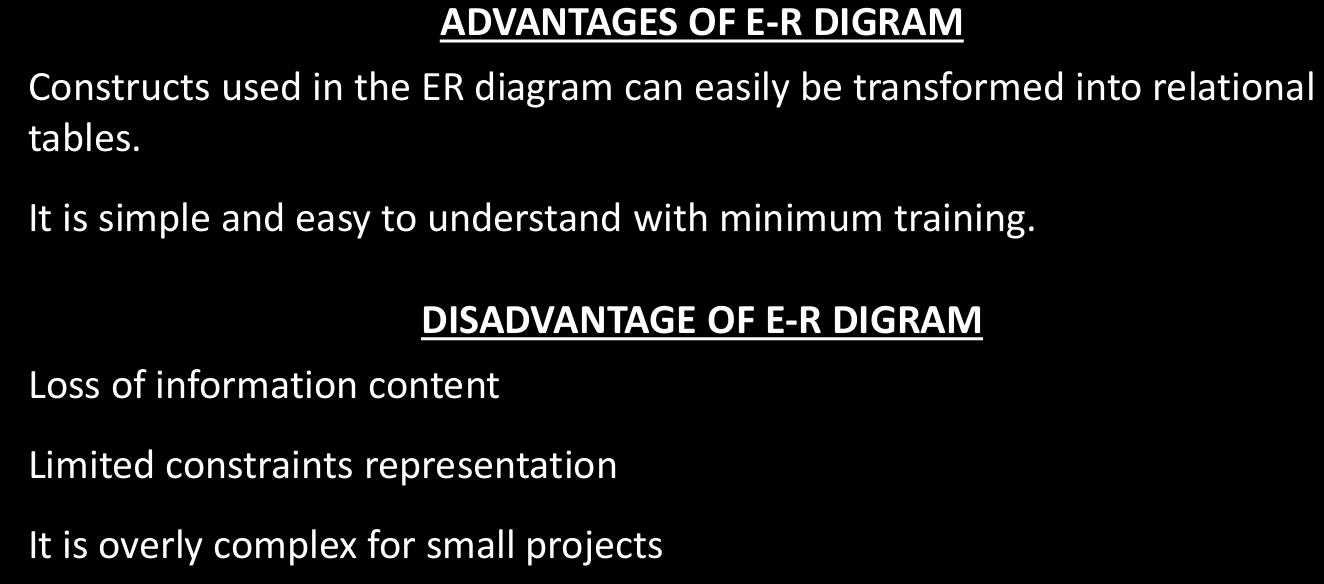 ADVANTAGES OF E-R DIGRAM
Constructs used in the ER diagram can easily be transformed into relational
tables.
It is simple and easy to understand with minimum training.
DISADVANTAGE OF E-R DIGRAM
Loss of information content
Limited constraints representation
It is overly complex for small projects